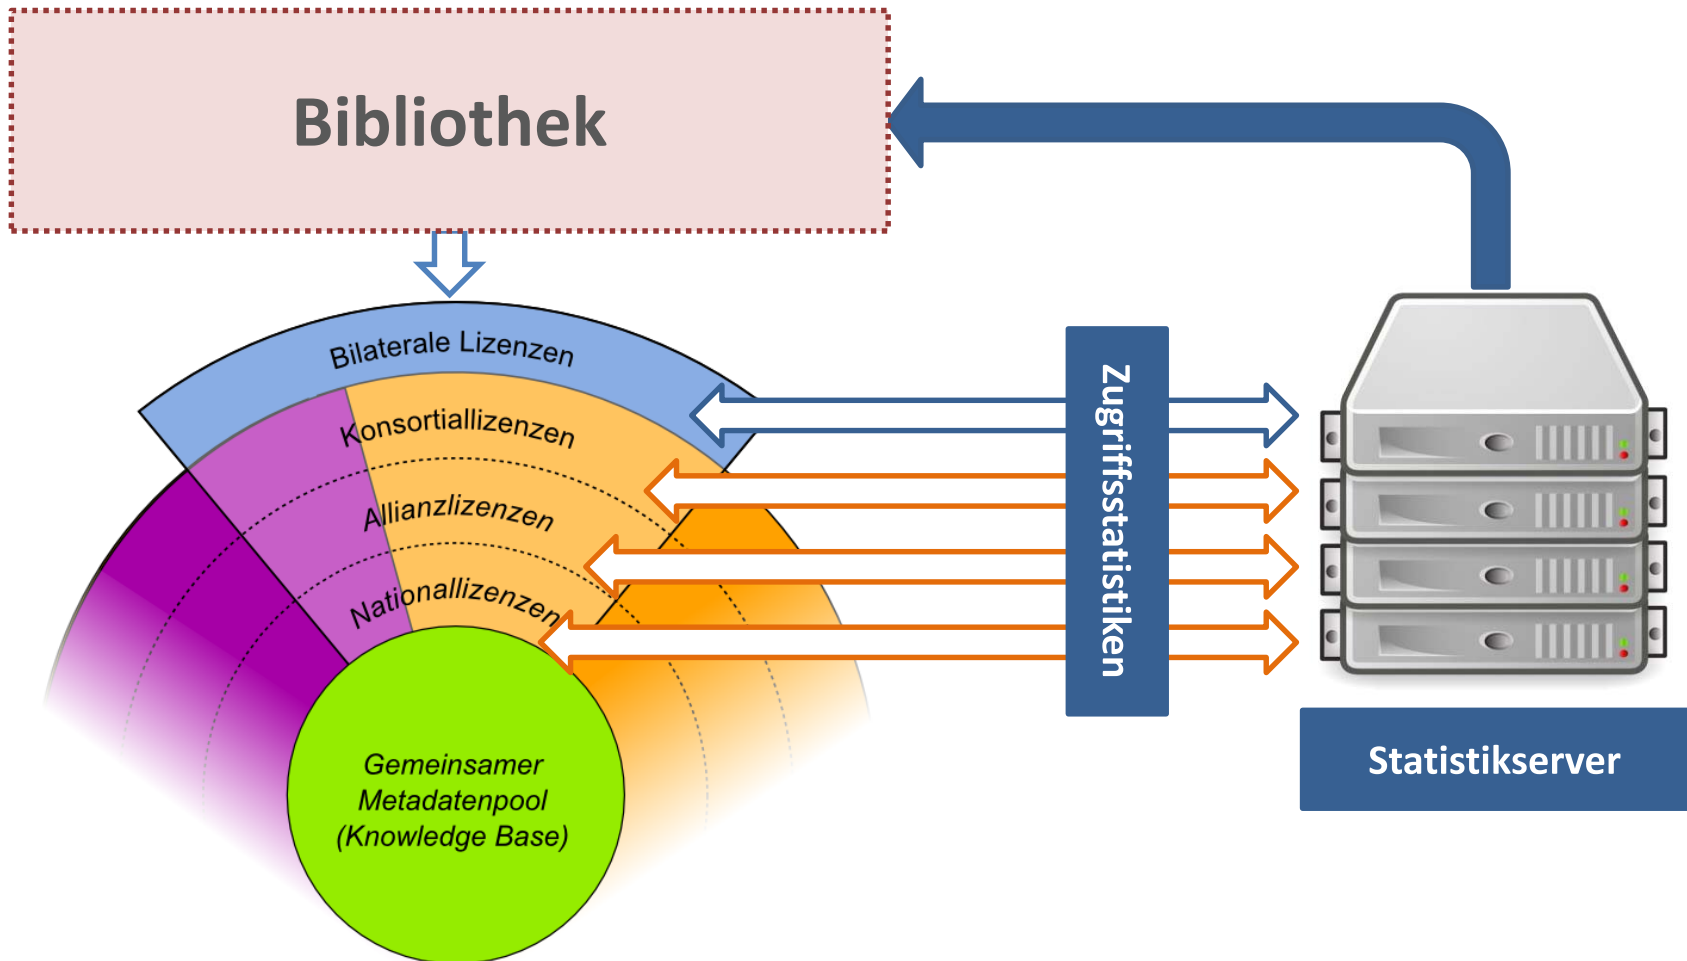 Bibliothek
Bilaterale Lizenzen
Konsortiallizenzen
Allianzlizenzen
Nationallizenzen
Gemeinsamer
Metadatenpool
(Knowledge Base)
Zugriffsstatistiken
Statistikserver